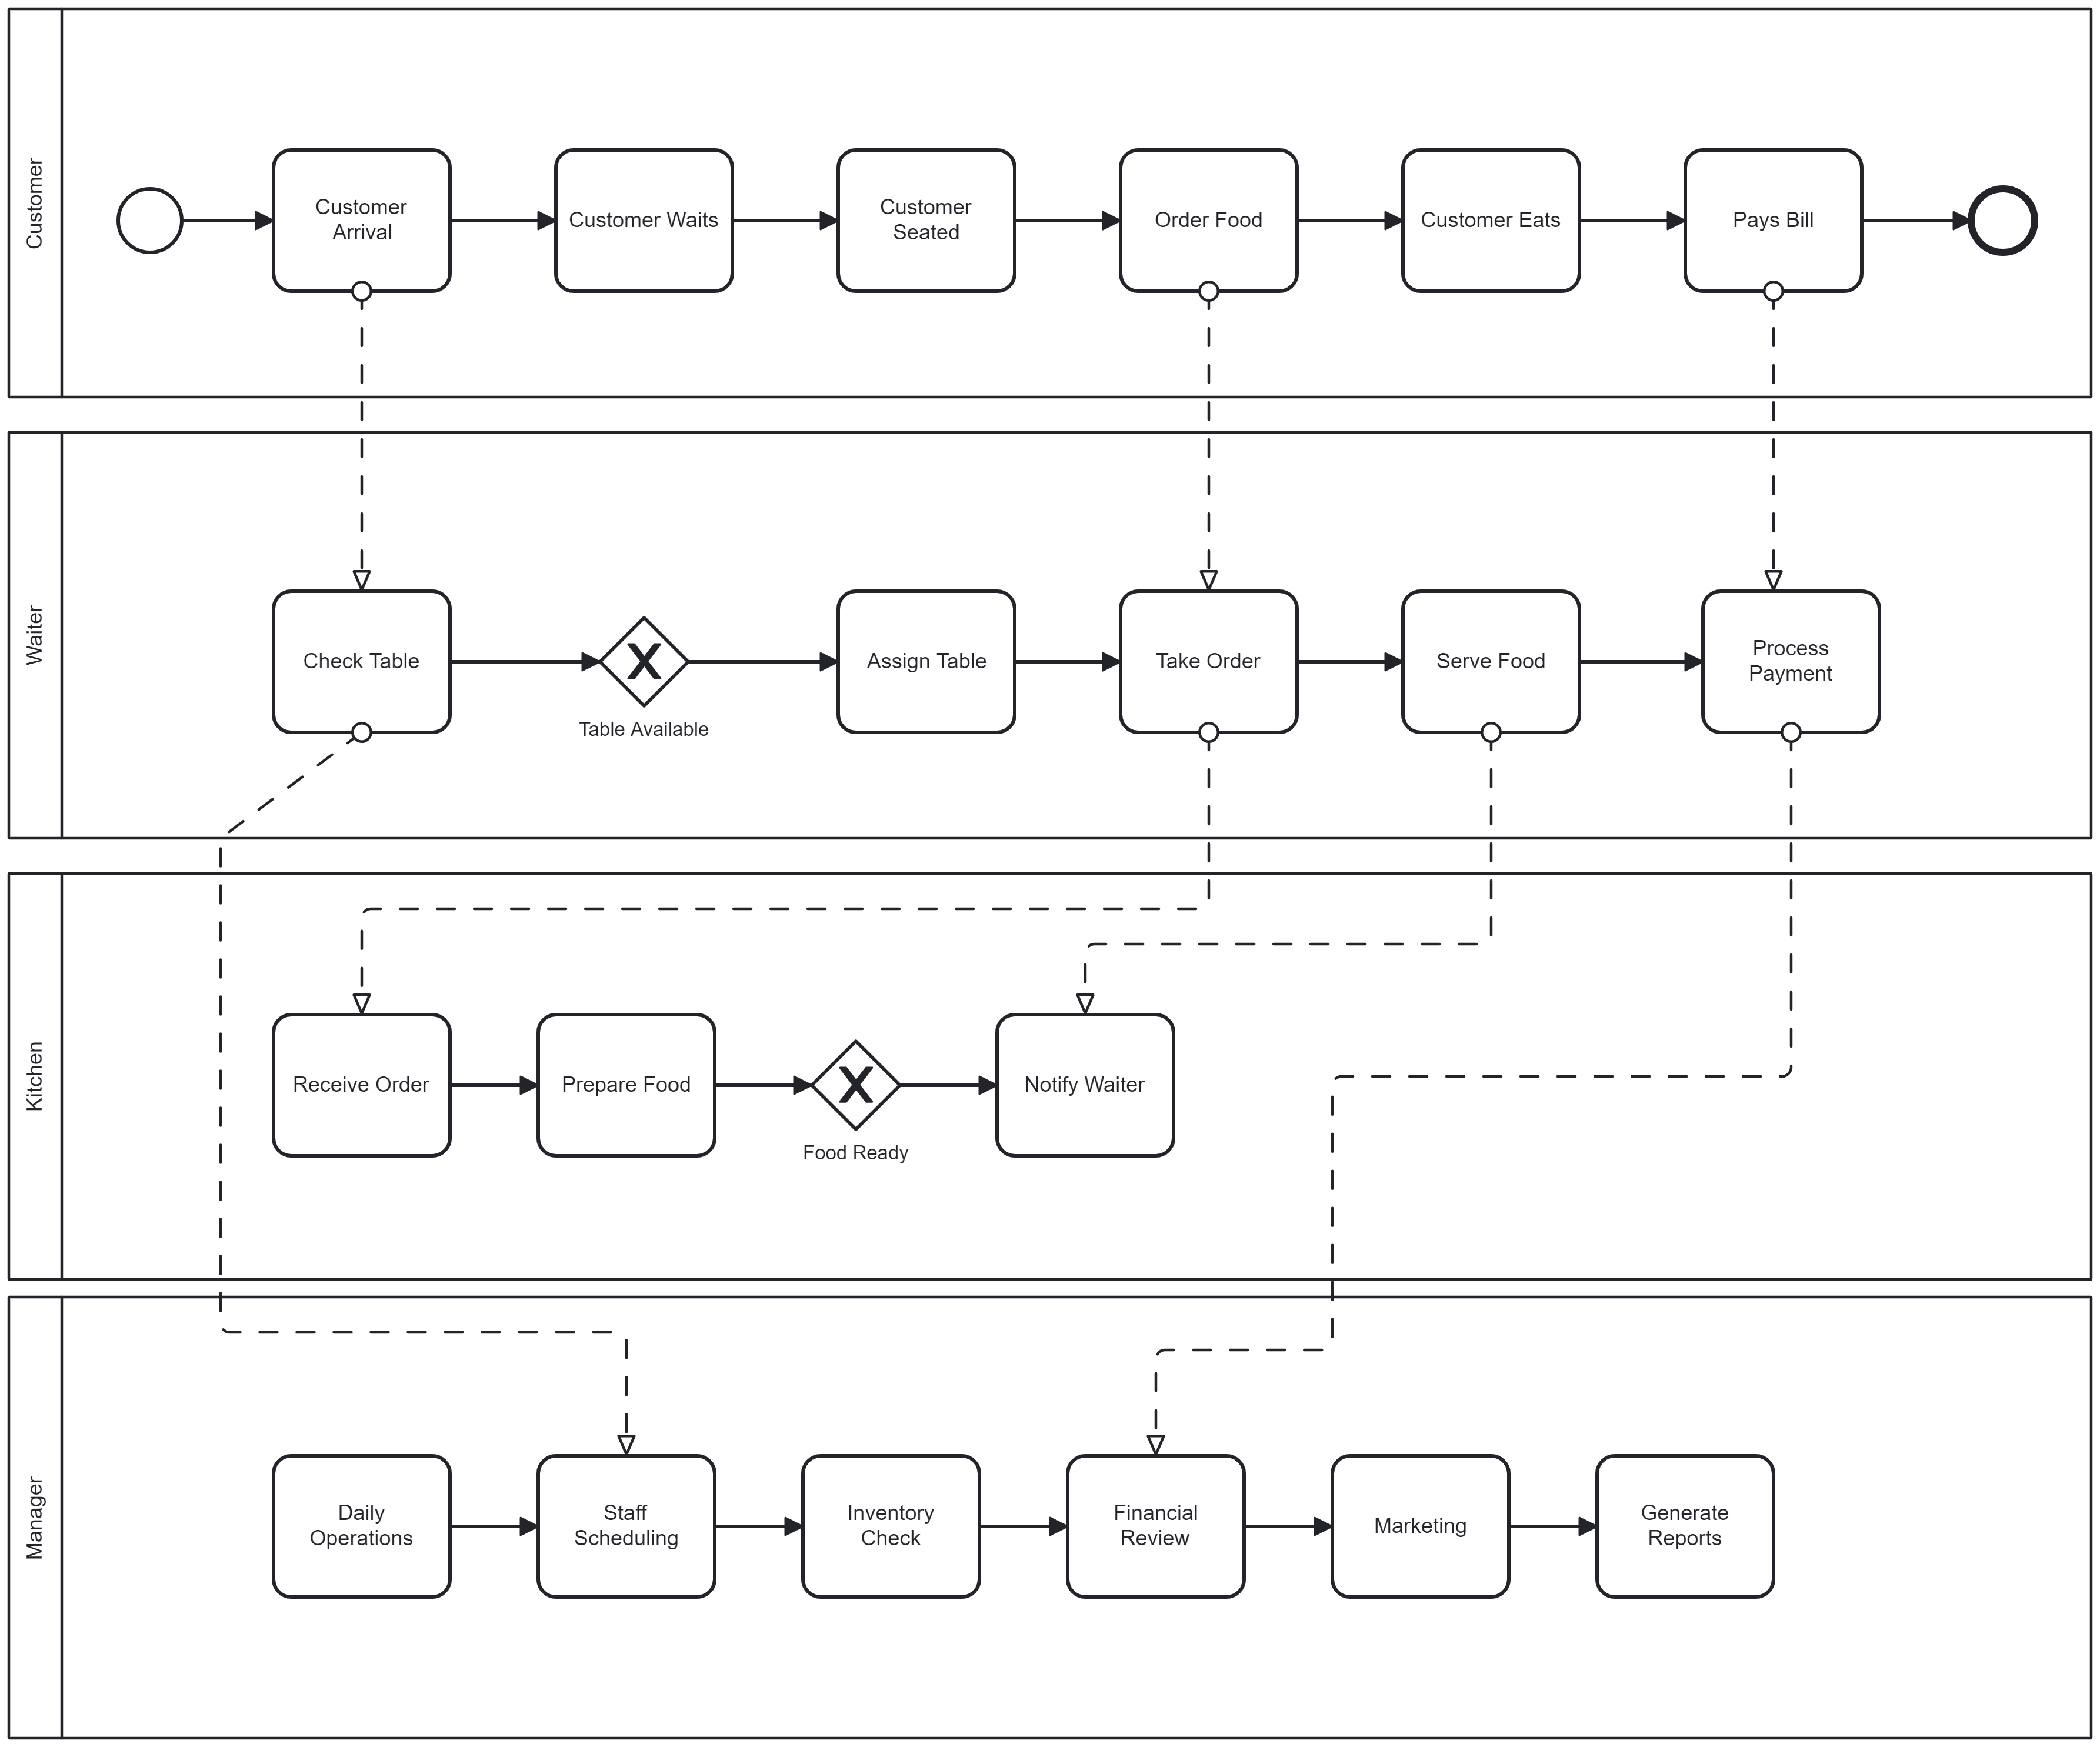 Customer
Customer
Arrival
Customer Waits
Customer
Seated
Order Food
Customer Eats
Pays Bill
Waiter
Check Table
X
Table Available
Assign Table
Take Order
Serve Food
Process
Payment
Kitchen
Receive Order
Prepare Food
X
Food Ready
Notify Waiter
Manager
Daily
Operations
Staff
Scheduling
Inventory
Check
Financial
Review
Marketing
Generate
Reports